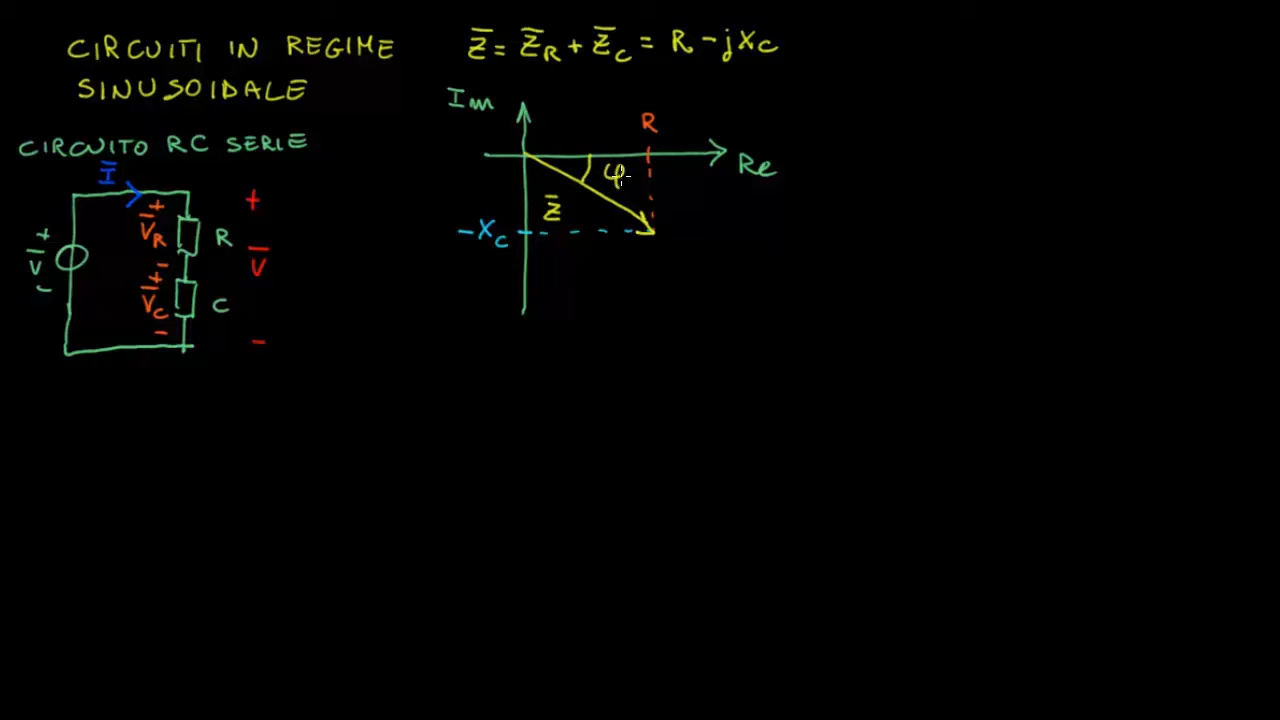 CIRCUITI IN REGIME
SINUSOIDALE
CIRCUITO RC SERIE
Z̅ = Z̅R + Z̅C = R - jXC
Im
R
Re
φ
Z̅
-XC
I̅
+
V̅
-
+
V̅R
-
R
+
V̅C
-
C
+
V̅
-